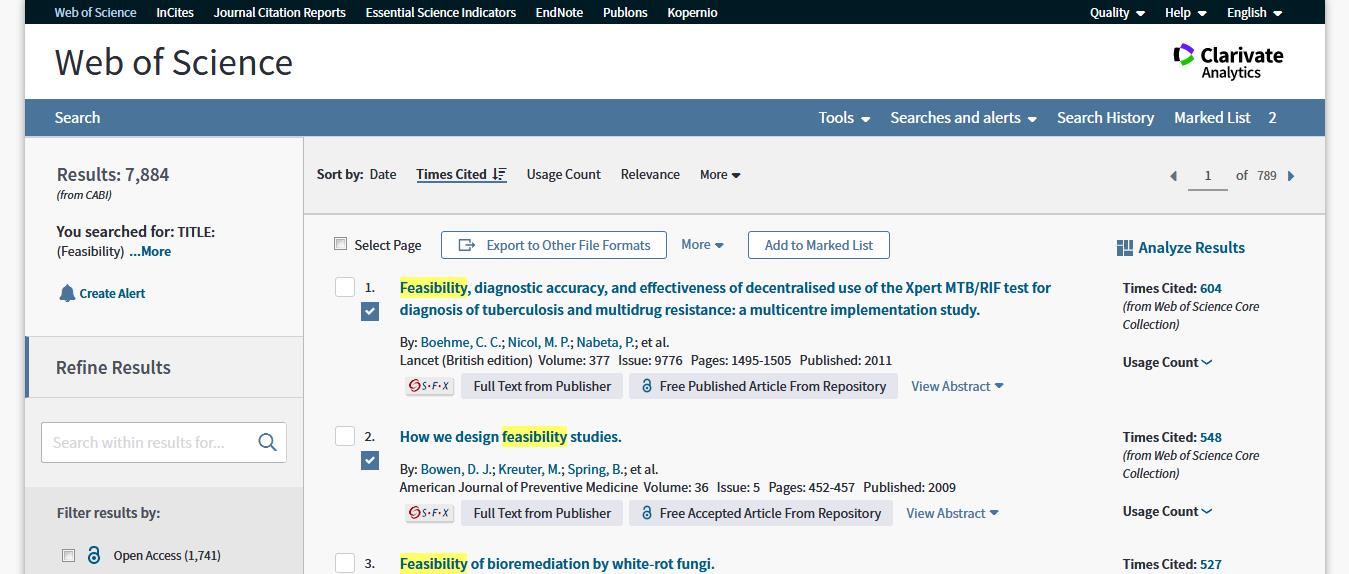 Web of Science InCites Journal Citation Reports Essential Science Indicators EndNote Publons Kopernio Quality Help English
Web of Science
Clarivate
Analytics
Search Tools Searches and alerts Search History Marked List 2
Results: 7,884
(from CABI)
You searched for: TITLE:
(Feasibility) ...More
Create Alert
Refine Results
Search within results for...
Filter results by:
Open Access (1,741)
Sort by: Date Times Cited Usage Count Relevance More
1 of 789
Select Page Export to Other File Formats More Add to Marked List
Analyze Results
1. Feasibility, diagnostic accuracy, and effectiveness of decentralised use of the Xpert MTB/RIF test for
diagnosis of tuberculosis and multidrug resistance: a multicentre implementation study.
By: Boehme, C. C.; Nicol, M. P.; Nabeta, P.; et al.
Lancet (British edition) Volume: 377 Issue: 9776 Pages: 1495-1505 Published: 2011
S·F·X Full Text from Publisher Free Published Article From Repository View Abstract
Times Cited: 604
(from Web of Science Core
Collection)
Usage Count
2. How we design feasibility studies.
By: Bowen, D. J.; Kreuter, M.; Spring, B.; et al.
American Journal of Preventive Medicine Volume: 36 Issue: 5 Pages: 452-457 Published: 2009
S·F·X Full Text from Publisher Free Accepted Article From Repository View Abstract
Times Cited: 548
(from Web of Science Core
Collection)
Usage Count
3. Feasibility of bioremediation by white-rot fungi.
Times Cited: 527